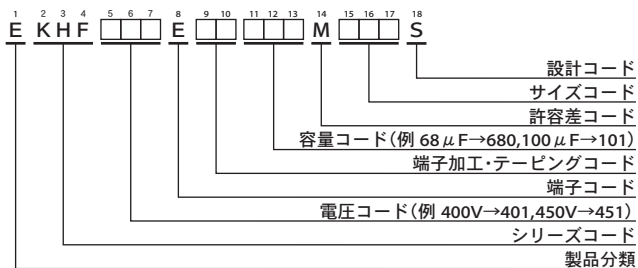 1 2 3 4 5 6 7 8 9 10 11 12 13 14 15 16 17 18
E K H F □□□ E □□ □□□ M □□□ S
設計コード
サイズコード
許容差コード
容量コード(例 68μF→680,100μF→101)
端子加工・テーピングコード
端子コード
電圧コード(例 400V→401,450V→451)
シリーズコード
製品分類